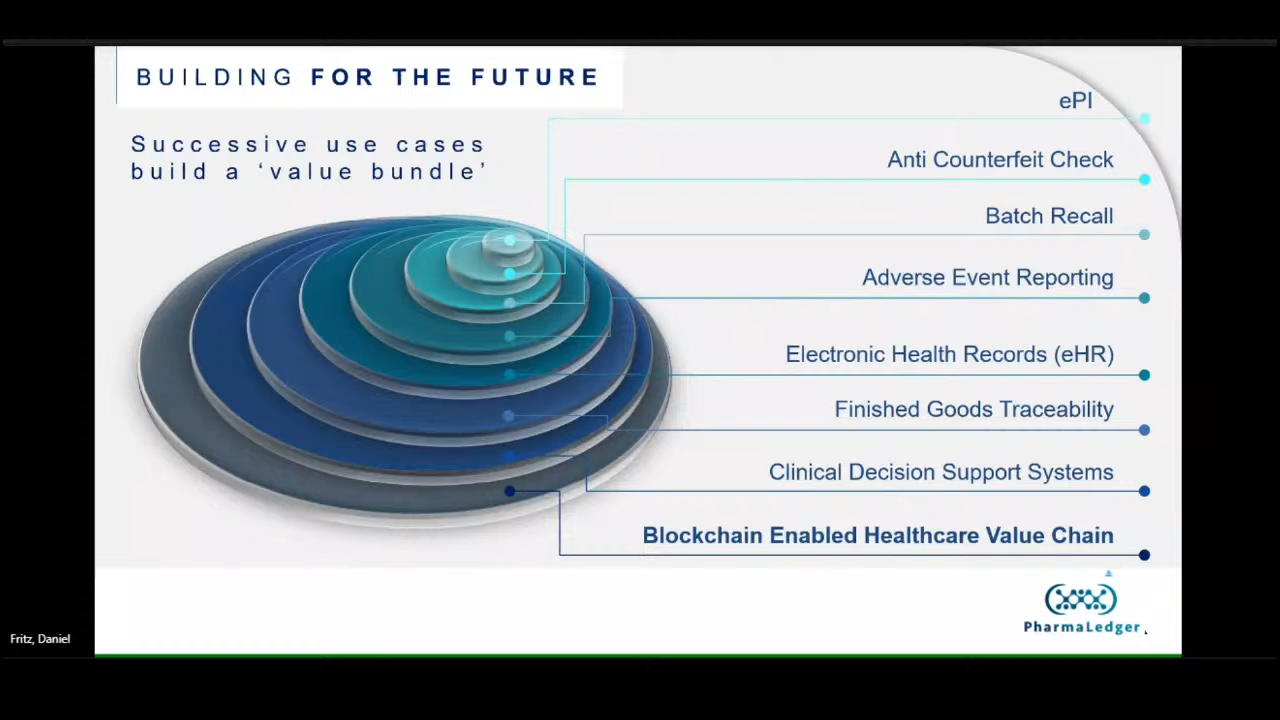 BUILDING FOR THE FUTURE
Successive use cases
build a ‘value bundle’
ePI
Anti Counterfeit Check
Batch Recall
Adverse Event Reporting
Electronic Health Records (eHR)
Finished Goods Traceability
Clinical Decision Support Systems
Blockchain Enabled Healthcare Value Chain
PharmaLedger
Fritz, Daniel